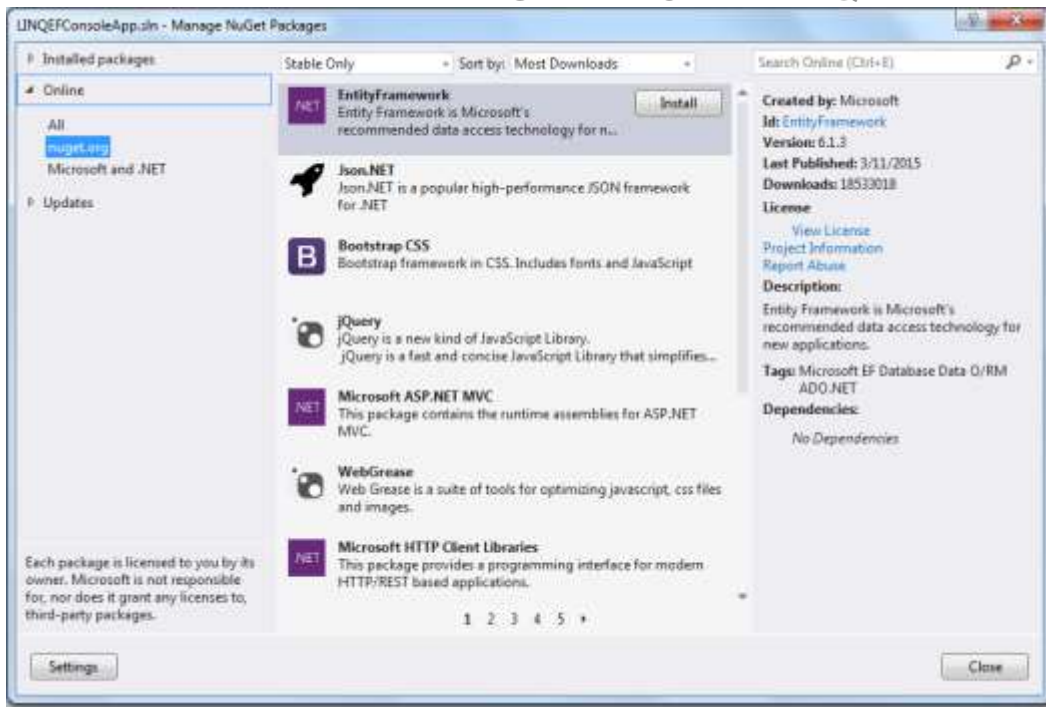 LINQEFConsoleApp.sln - Manage NuGet Packages
Installed packages
Online
All
nuget.org
Microsoft and .NET
Updates
Each package is licensed to you by its
owner. Microsoft is not responsible
for, nor does it grant any licenses to,
third-party packages.
Stable Only
Sort by: Most Downloads
.NET
EntityFramework
Install
Entity Framework is Microsoft's
recommended data access technology for n...
Json.NET
Json.NET is a popular high-performance JSON framework
for .NET
B
Bootstrap CSS
Bootstrap framework in CSS. Includes fonts and JavaScript
jQuery
jQuery is a new kind of JavaScript Library.
jQuery is a fast and concise JavaScript Library that simplifies...
.NET
Microsoft ASP.NET MVC
This package contains the runtime assemblies for ASP.NET
MVC.
WebGrease
Web Grease is a suite of tools for optimizing javascript, css files
and images.
.NET
Microsoft HTTP Client Libraries
This package provides a programming interface for modern
HTTP/REST based applications.
1 2 3 4 5
Search Online (Ctrl+E)
Created by: Microsoft
Id: EntityFramework
Version: 6.1.3
Last Published: 3/11/2015
Downloads: 18533018
License
View License
Project Information
Report Abuse
Description:
Entity Framework is Microsoft's
recommended data access technology for
new applications.
Tags: Microsoft EF Database Data O/RM
ADO.NET
Dependencies:
No Dependencies
Settings
Close